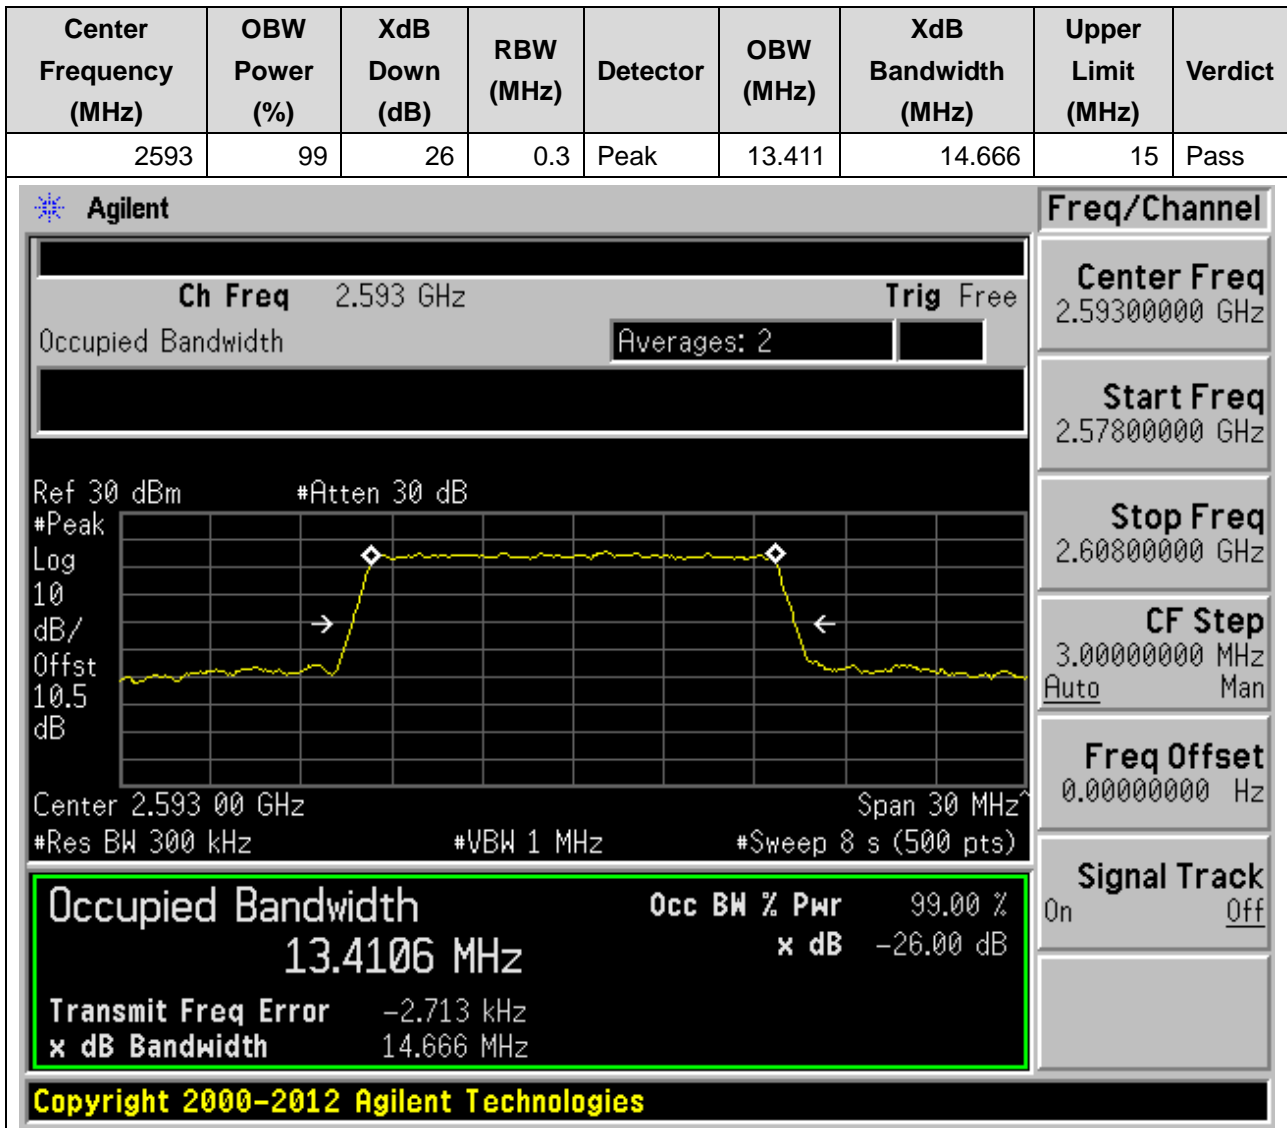 Center Frequency (MHz) OBW Power (%) XdB Down (dB) RBW (MHz) Detector OBW (MHz) XdB Bandwidth (MHz) Upper Limit (MHz) Verdict
2593 99 26 0.3 Peak 13.411 14.666 15 Pass
Agilent
Freq/Channel
Ch Freq 2.593 GHz Trig Free
Occupied Bandwidth Averages: 2
Center Freq
2.59300000 GHz
Start Freq
2.57800000 GHz
Stop Freq
2.60800000 GHz
CF Step
3.00000000 MHz
Auto Man
Freq Offset
0.00000000 Hz
Signal Track
On Off
Ref 30 dBm #Atten 30 dB
#Peak
Log
10
dB/
Offst
10.5
dB
Center 2.593 00 GHz Span 30 MHz^
#Res BW 300 kHz #VBW 1 MHz #Sweep 8 s (500 pts)
Occupied Bandwidth Occ BW % Pwr 99.00 %
13.4106 MHz x dB -26.00 dB
Transmit Freq Error -2.713 kHz
x dB Bandwidth 14.666 MHz
Copyright 2000-2012 Agilent Technologies